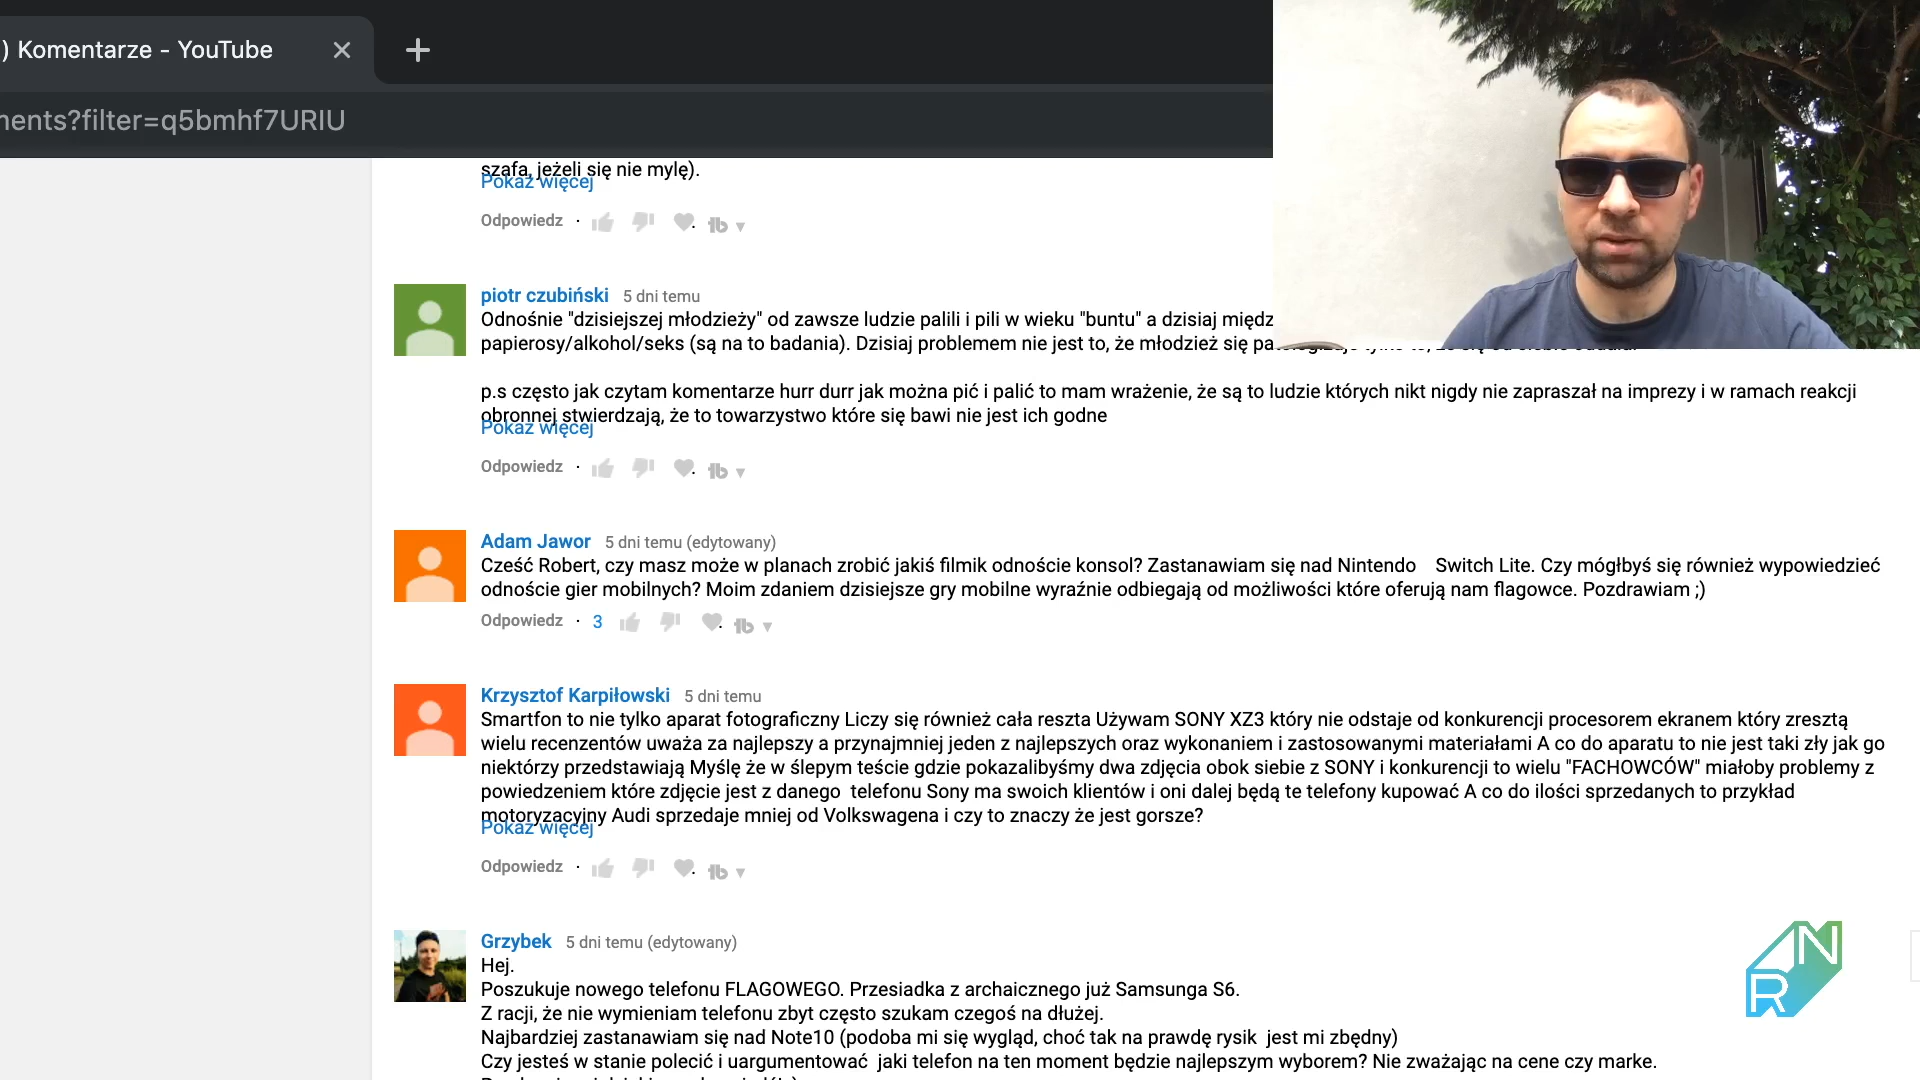 ) Komentarze - YouTube
ments?filter=q5bmhf7URIU
szafa, jeżeli się nie mylę).
Pokaż więcej
Odpowiedz
piotr czubiński 5 dni temu
Odnośnie "dzisiejszej młodzieży" od zawsze ludzie palili i pili w wieku "buntu" a dzisiaj międz
papierosy/alkohol/seks (są na to badania). Dzisiaj problemem nie jest to, że młodzież się
p.s często jak czytam komentarze hurr durr jak można pić i palić to mam wrażenie, że są to ludzie których nikt nigdy nie zapraszał na imprezy i w ramach reakcji
obronnej stwierdzają, że to towarzystwo które się bawi nie jest ich godne
Pokaż więcej
Odpowiedz
Adam Jawor 5 dni temu (edytowany)
Cześć Robert, czy masz może w planach zrobić jakiś filmik odnoście konsol? Zastanawiam się nad Nintendo Switch Lite. Czy mógłbyś się również wypowiedzieć
odnoście gier mobilnych? Moim zdaniem dzisiejsze gry mobilne wyraźnie odbiegają od możliwości które oferują nam flagowce. Pozdrawiam ;)
Odpowiedz · 3
Krzysztof Karpiłowski 5 dni temu
Smartfon to nie tylko aparat fotograficzny Liczy się również cała reszta Używam SONY XZ3 który nie odstaje od konkurencji procesorem ekranem który zresztą
wielu recenzentów uważa za najlepszy a przynajmniej jeden z najlepszych oraz wykonaniem i zastosowanymi materiałami A co do aparatu to nie jest taki zły jak go
niektórzy przedstawiają Myślę że w ślepym teście gdzie pokazalibyśmy dwa zdjęcia obok siebie z SONY i konkurencji to wielu "FACHOWCÓW" miałoby problemy z
powiedzeniem które zdjęcie jest z danego telefonu Sony ma swoich klientów i oni dalej będą te telefony kupować A co do ilości sprzedanych to przykład
motoryzacyjny Audi sprzedaje mniej od Volkswagena i czy to znaczy że jest gorsze?
Pokaż więcej
Odpowiedz
Grzybek 5 dni temu (edytowany)
Hej.
Poszukuje nowego telefonu FLAGOWEGO. Przesiadka z archaicznego już Samsunga S6.
Z racji, że nie wymieniam telefonu zbyt często szukam czegoś na dłużej.
Najbardziej zastanawiam się nad Note10 (podoba mi się wygląd, choć tak na prawdę rysik jest mi zbędny)
Czy jesteś w stanie polecić i uargumentować jaki telefon na ten moment będzie najlepszym wyborem? Nie zważając na cene czy marke.
RN